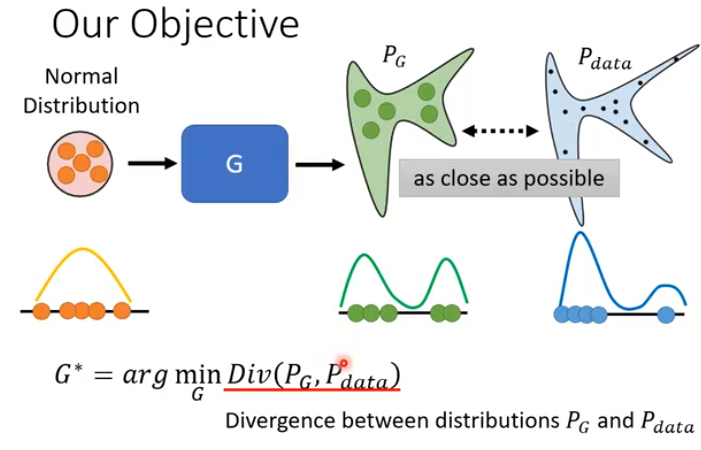 Our Objective
Normal
Distribution
G
P_G
P_data
as close as possible
G* = arg min_G Div(P_G, P_data)
Divergence between distributions P_G and P_data